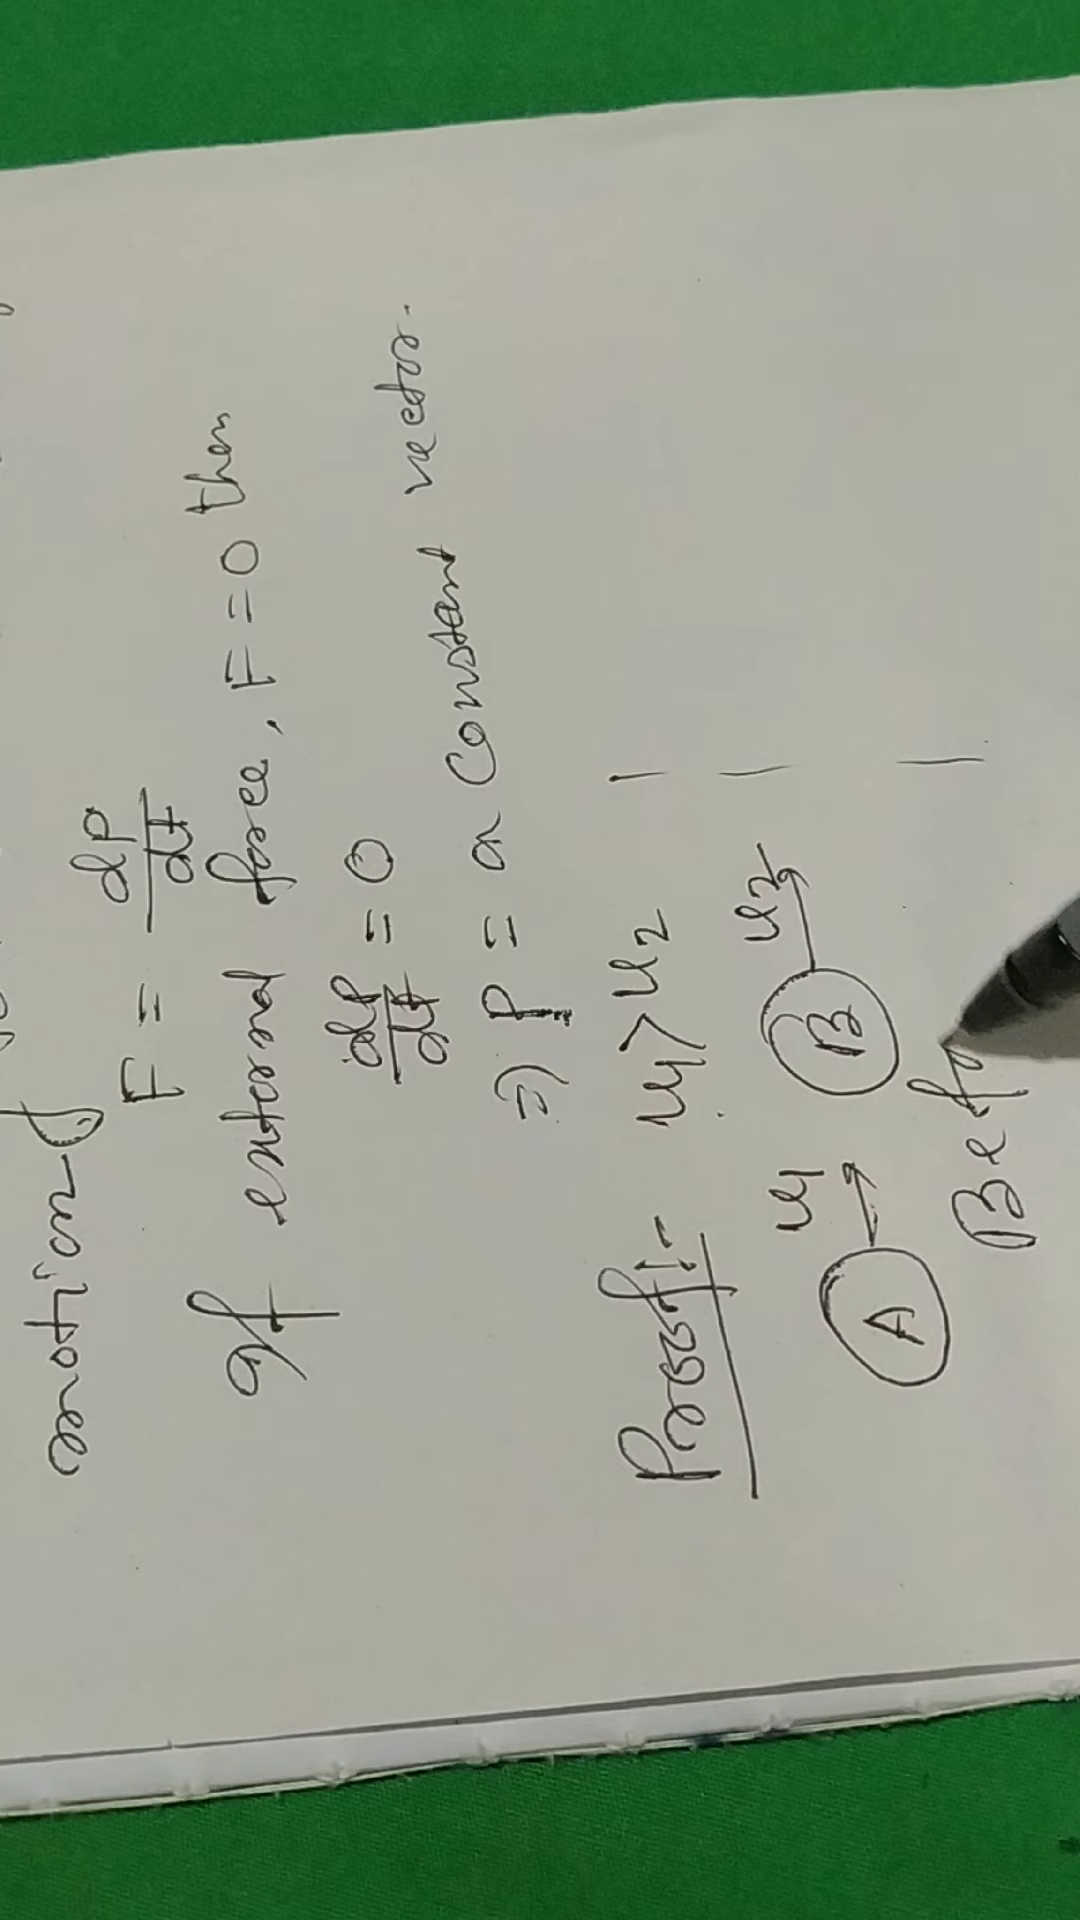 motion
F = dP/dt
If external force, F = 0 then
dP/dt = 0
=> P = a constant vector.
Proof:- u1 > u2
A u1 B u2
Befo